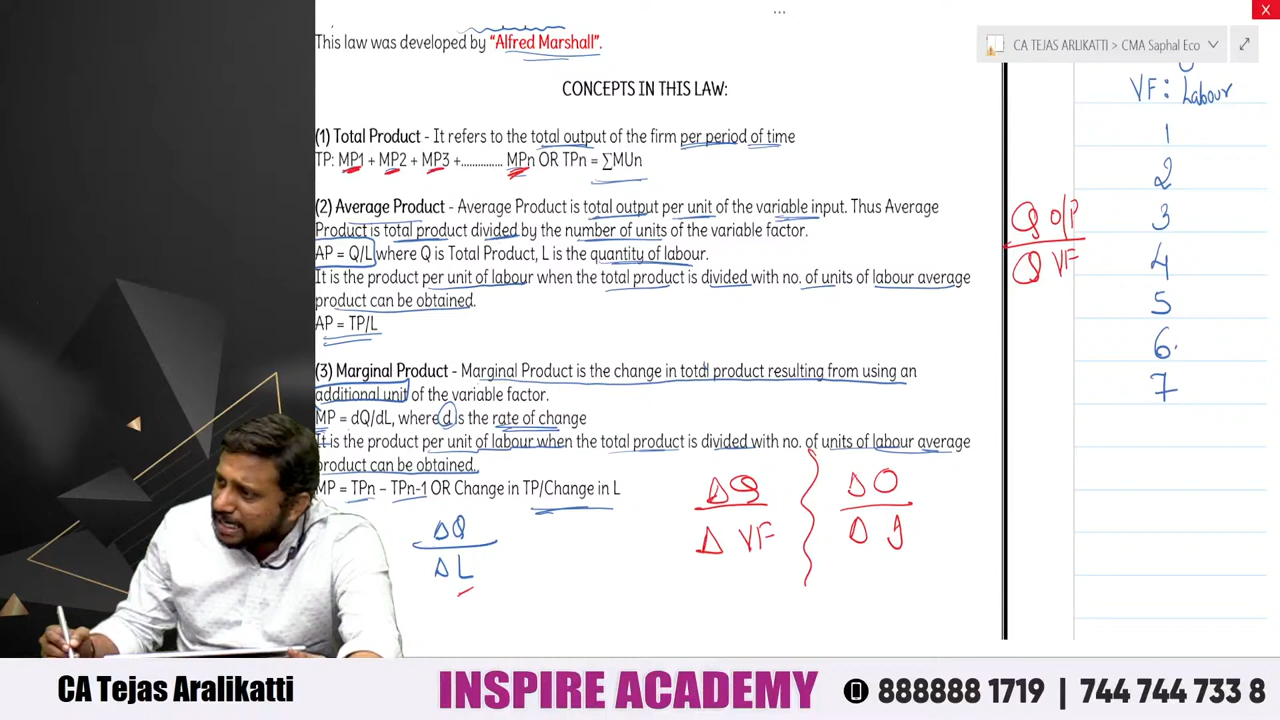 This law was developed by "Alfred Marshall".
CA TEJAS ARLIKATTI > CMA Saphal Eco
CONCEPTS IN THIS LAW:
(1) Total Product - It refers to the total output of the firm per period of time
TP: MP1 + MP2 + MP3 +............... MPn OR TPn = ∑MUn
(2) Average Product - Average Product is total output per unit of the variable input. Thus Average
Product is total product divided by the number of units of the variable factor.
AP = Q/L where Q is Total Product, L is the quantity of labour.
It is the product per unit of labour when the total product is divided with no. of units of labour average
product can be obtained.
AP = TP/L
(3) Marginal Product - Marginal Product is the change in total product resulting from using an
additional unit of the variable factor.
MP = dQ/dL, where d is the rate of change
It is the product per unit of labour when the total product is divided with no. of units of labour average
product can be obtained.
MP = TPn – TPn-1 OR Change in TP/Change in L
ΔQ
ΔL
ΔQ
Δ VF
ΔO
Δ I
Q O/P
Q VF
VF: Labour
1
2
3
4
5
6
7
CA Tejas Aralikatti
INSPIRE ACADEMY
888888 1719 | 744 744 733 8